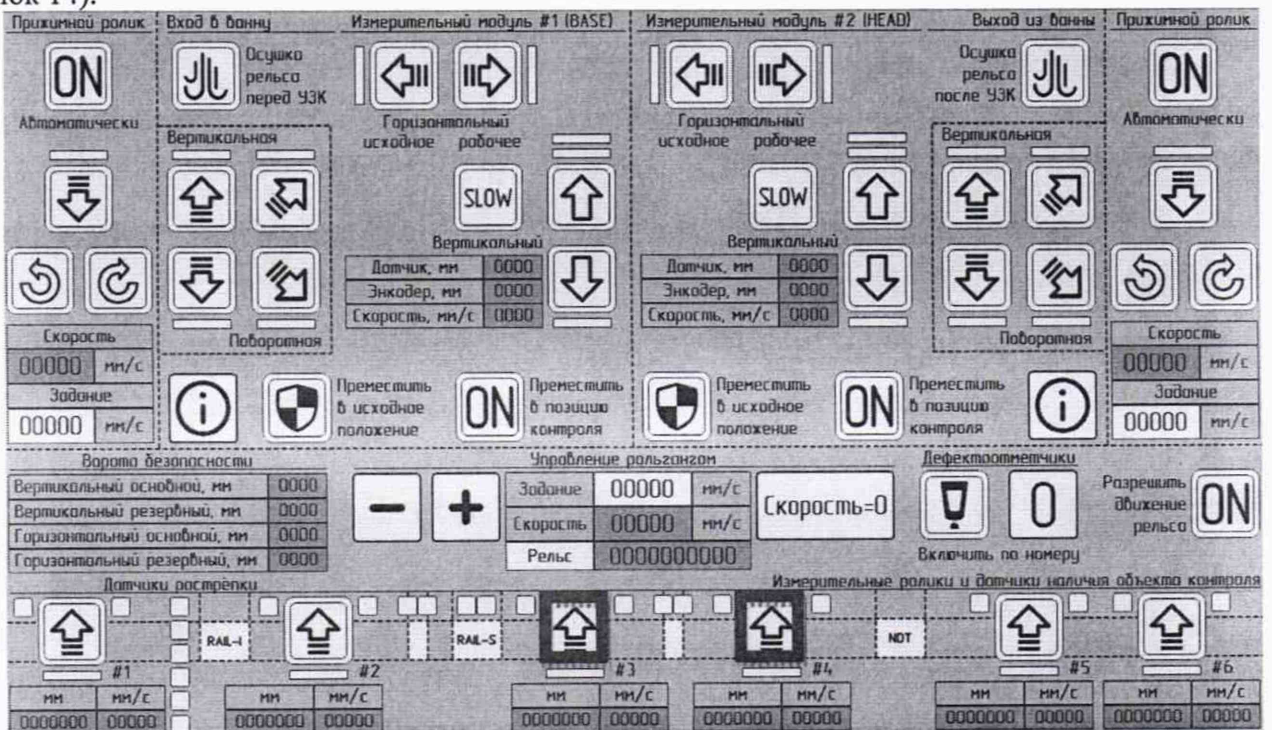 нок 14).
Прижимной ролик
Вход в ванну
Измерительный модуль #1 (BASE)
Измерительный модуль #2 (HEAD)
Выход из ванны
Прижимной ролик
ON
Автоматически
Скорость
00000 мм/с
Задание
00000 мм/с
Осушка
рельса
перед УЗК
Вертикальная
Поворотная
Горизонтальный
исходное рабочее
SLOW
Вертикальный
Датчик, мм 0000
Энкодер, мм 0000
Скорость, мм/с 0000
i
Преместить
в исходное
положение
ON
Преместить
в позицию
контроля
Горизонтальный
исходное рабочее
SLOW
Вертикальный
Датчик, мм 0000
Энкодер, мм 0000
Скорость, мм/с 0000
Преместить
в исходное
положение
ON
Преместить
в позицию
контроля
Осушка
рельса
после УЗК
Вертикальная
Поворотная
i
ON
Автоматически
Скорость
00000 мм/с
Задание
00000 мм/с
Ворота безопасности
Вертикальный основной, мм 0000
Вертикальный резервный, мм 0000
Горизонтальный основной, мм 0000
Горизонтальный резервный, мм 0000
Управление рольгангом
− +
Задание 00000 мм/с
Скорость 00000 мм/с
Рельс 0000000000
Скорость=0
Дефектоотметчики
0
Включить по номеру
Разрешить
движение
рельса
ON
Датчики растрепки
Измерительные ролики и датчики наличия объекта контроля
RAIL-I
RAIL-S
NDT
#1 #2 #3 #4 #5 #6
мм мм/с мм мм/с мм мм/с мм мм/с мм мм/с мм мм/с
0000000 00000 0000000 00000 0000000 00000 0000000 00000 0000000 00000 0000000 00000